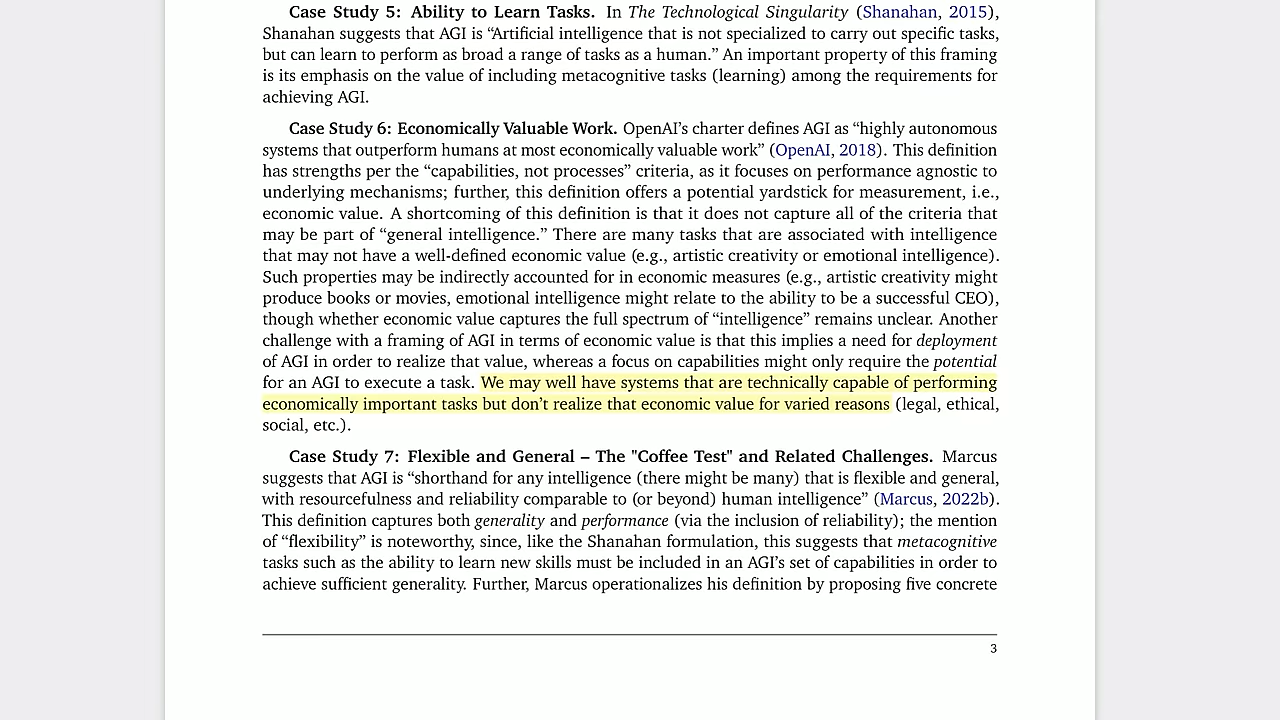 Case Study 5: Ability to Learn Tasks. In The Technological Singularity (Shanahan, 2015),
Shanahan suggests that AGI is “Artificial intelligence that is not specialized to carry out specific tasks,
but can learn to perform as broad a range of tasks as a human.” An important property of this framing
is its emphasis on the value of including metacognitive tasks (learning) among the requirements for
achieving AGI.
Case Study 6: Economically Valuable Work. OpenAI’s charter defines AGI as “highly autonomous
systems that outperform humans at most economically valuable work” (OpenAI, 2018). This definition
has strengths per the “capabilities, not processes” criteria, as it focuses on performance agnostic to
underlying mechanisms; further, this definition offers a potential yardstick for measurement, i.e.,
economic value. A shortcoming of this definition is that it does not capture all of the criteria that
may be part of “general intelligence.” There are many tasks that are associated with intelligence
that may not have a well-defined economic value (e.g., artistic creativity or emotional intelligence).
Such properties may be indirectly accounted for in economic measures (e.g., artistic creativity might
produce books or movies, emotional intelligence might relate to the ability to be a successful CEO),
though whether economic value captures the full spectrum of “intelligence” remains unclear. Another
challenge with a framing of AGI in terms of economic value is that this implies a need for deployment
of AGI in order to realize that value, whereas a focus on capabilities might only require the potential
for an AGI to execute a task. We may well have systems that are technically capable of performing
economically important tasks but don’t realize that economic value for varied reasons (legal, ethical,
social, etc.).
Case Study 7: Flexible and General – The "Coffee Test" and Related Challenges. Marcus
suggests that AGI is “shorthand for any intelligence (there might be many) that is flexible and general,
with resourcefulness and reliability comparable to (or beyond) human intelligence” (Marcus, 2022b).
This definition captures both generality and performance (via the inclusion of reliability); the mention
of “flexibility” is noteworthy, since, like the Shanahan formulation, this suggests that metacognitive
tasks such as the ability to learn new skills must be included in an AGI’s set of capabilities in order to
achieve sufficient generality. Further, Marcus operationalizes his definition by proposing five concrete
3